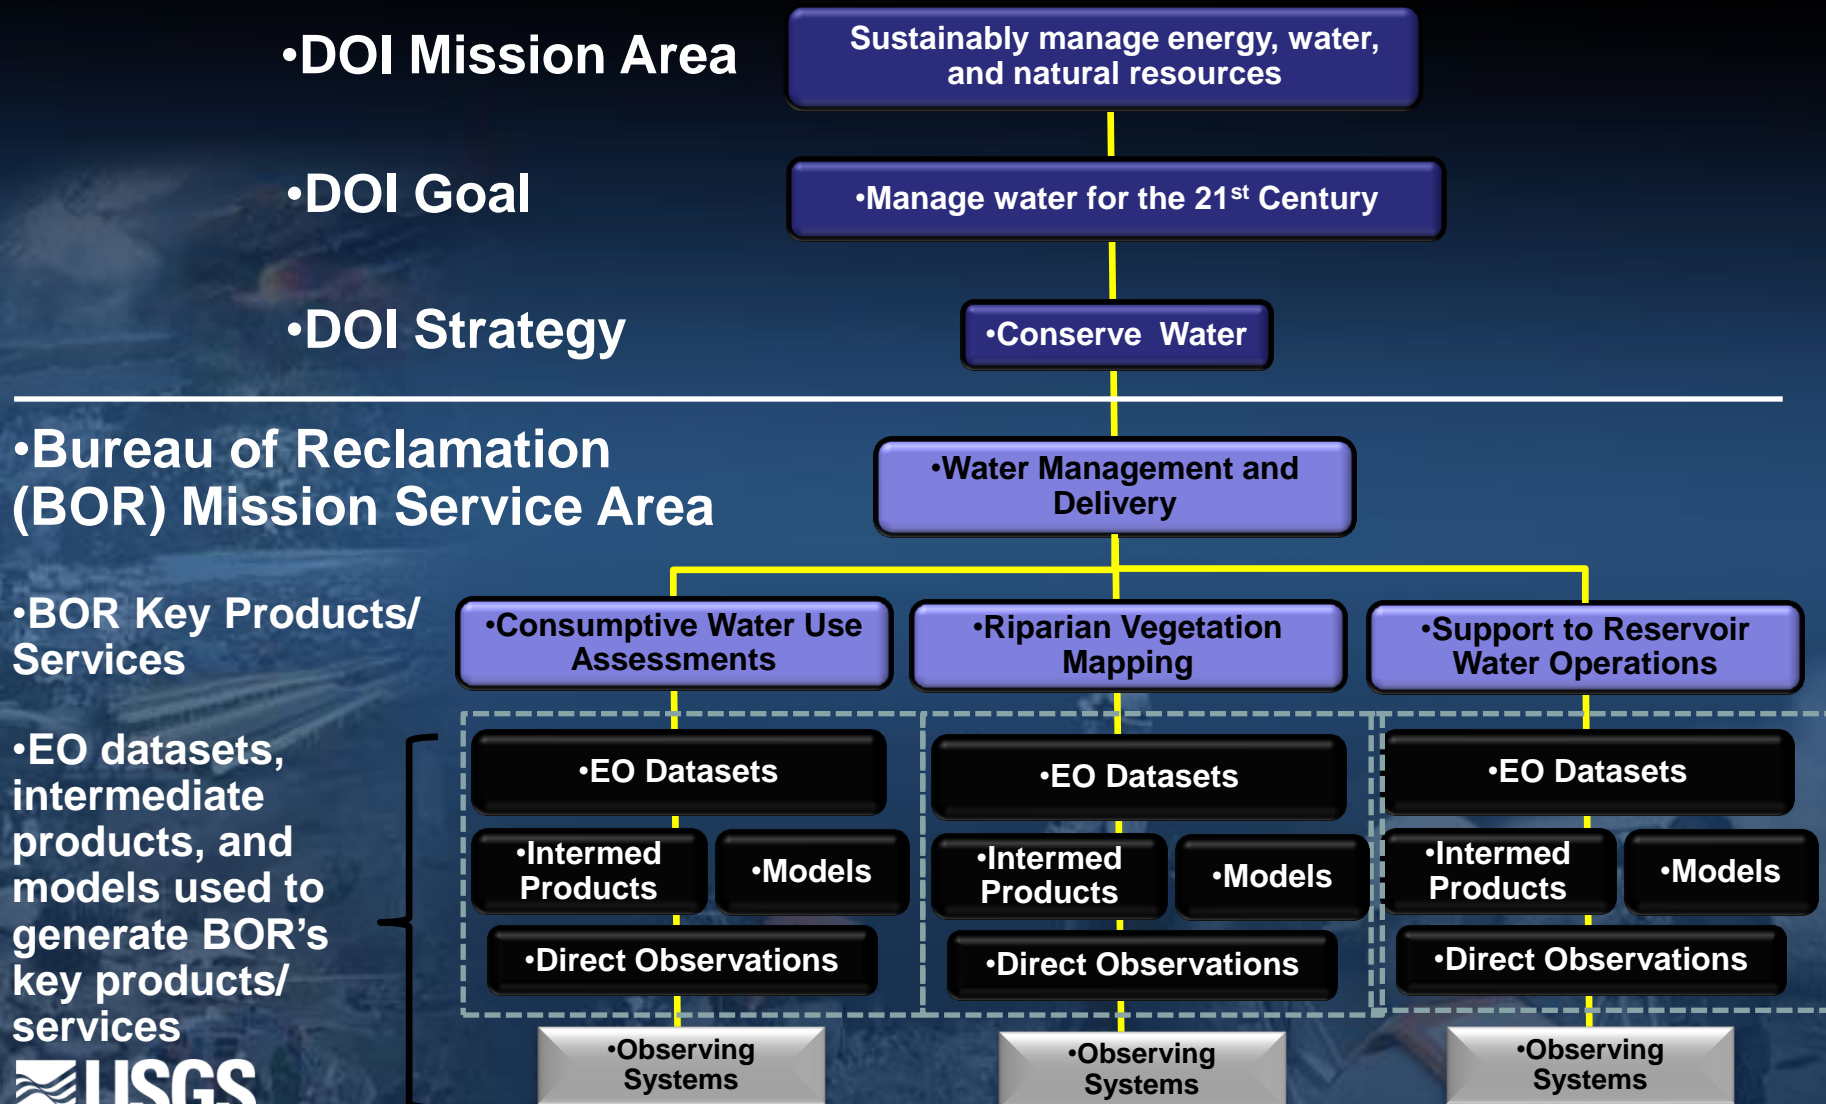 •DOI Mission Area
Sustainably manage energy, water,
and natural resources
•DOI Goal
•Manage water for the 21st Century
•DOI Strategy
•Conserve Water
•Bureau of Reclamation
(BOR) Mission Service Area
•Water Management and
Delivery
•BOR Key Products/
Services
•Consumptive Water Use
Assessments
•Riparian Vegetation
Mapping
•Support to Reservoir
Water Operations
•EO datasets,
intermediate
products, and
models used to
generate BOR’s
key products/
services
•EO Datasets
•Intermed
Products
•Models
•Direct Observations
•Observing
Systems
•EO Datasets
•Intermed
Products
•Models
•Direct Observations
•Observing
Systems
•EO Datasets
•Intermed
Products
•Models
•Direct Observations
•Observing
Systems
USGS